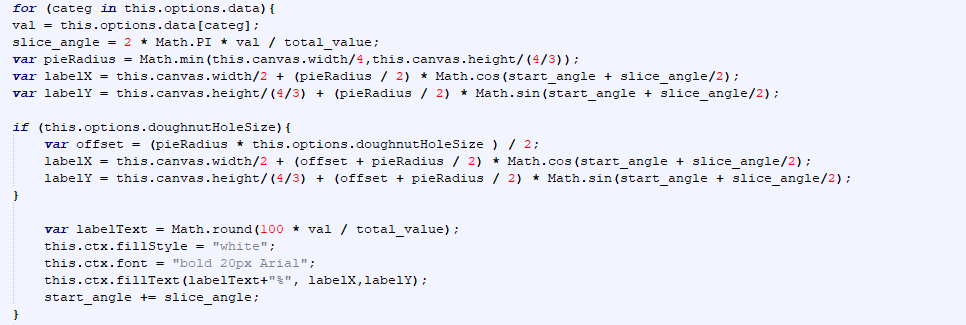 for (categ in this.options.data){
val = this.options.data[categ];
slice_angle = 2 * Math.PI * val / total_value;
var pieRadius = Math.min(this.canvas.width/4,this.canvas.height/(4/3));
var labelX = this.canvas.width/2 + (pieRadius / 2) * Math.cos(start_angle + slice_angle/2);
var labelY = this.canvas.height/(4/3) + (pieRadius / 2) * Math.sin(start_angle + slice_angle/2);
if (this.options.doughnutHoleSize){
var offset = (pieRadius * this.options.doughnutHoleSize ) / 2;
labelX = this.canvas.width/2 + (offset + pieRadius / 2) * Math.cos(start_angle + slice_angle/2);
labelY = this.canvas.height/(4/3) + (offset + pieRadius / 2) * Math.sin(start_angle + slice_angle/2);
}
var labelText = Math.round(100 * val / total_value);
this.ctx.fillStyle = "white";
this.ctx.font = "bold 20px Arial";
this.ctx.fillText(labelText+"%", labelX,labelY);
start_angle += slice_angle;
}